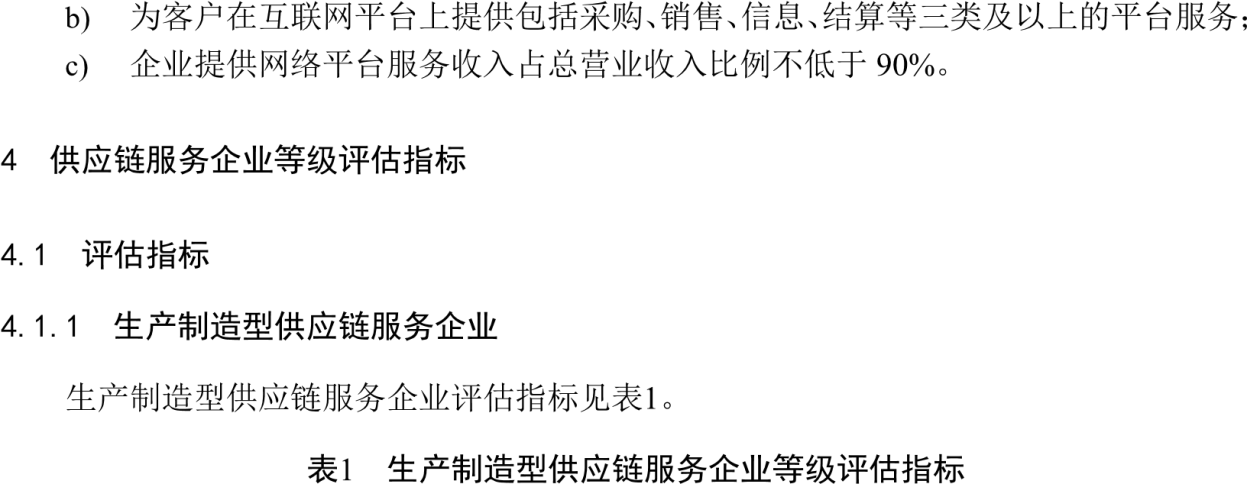 b) 为客户在互联网平台上提供包括采购、销售、信息、结算等三类及以上的平台服务；
c) 企业提供网络平台服务收入占总营业收入比例不低于 90%。
4 供应链服务企业等级评估指标
4.1 评估指标
4.1.1 生产制造型供应链服务企业
生产制造型供应链服务企业评估指标见表1。
表1 生产制造型供应链服务企业等级评估指标